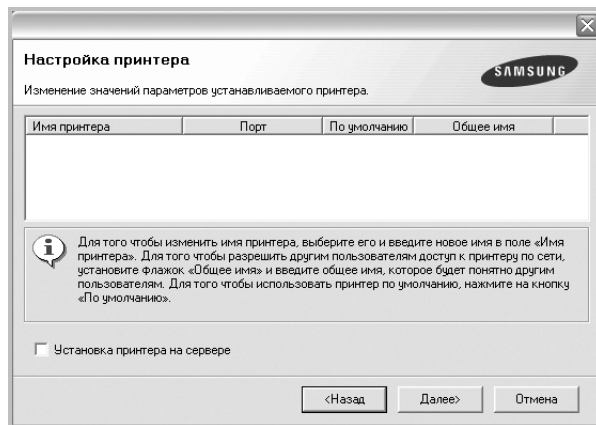 Настройка принтера
SAMSUNG
Изменение значений параметров устанавливаемого принтера.
Имя принтера Порт По умолчанию Общее имя
Для того чтобы изменить имя принтера, выберите его и введите новое имя в поле «Имя
принтера». Для того чтобы разрешить другим пользователям доступ к принтеру по сети,
установите флажок «Общее имя» и введите общее имя, которое будет понятно другим
пользователям. Для того чтобы использовать принтер по умолчанию, нажмите на кнопку
«По умолчанию».
Установка принтера на сервере
<Назад Далее> Отмена